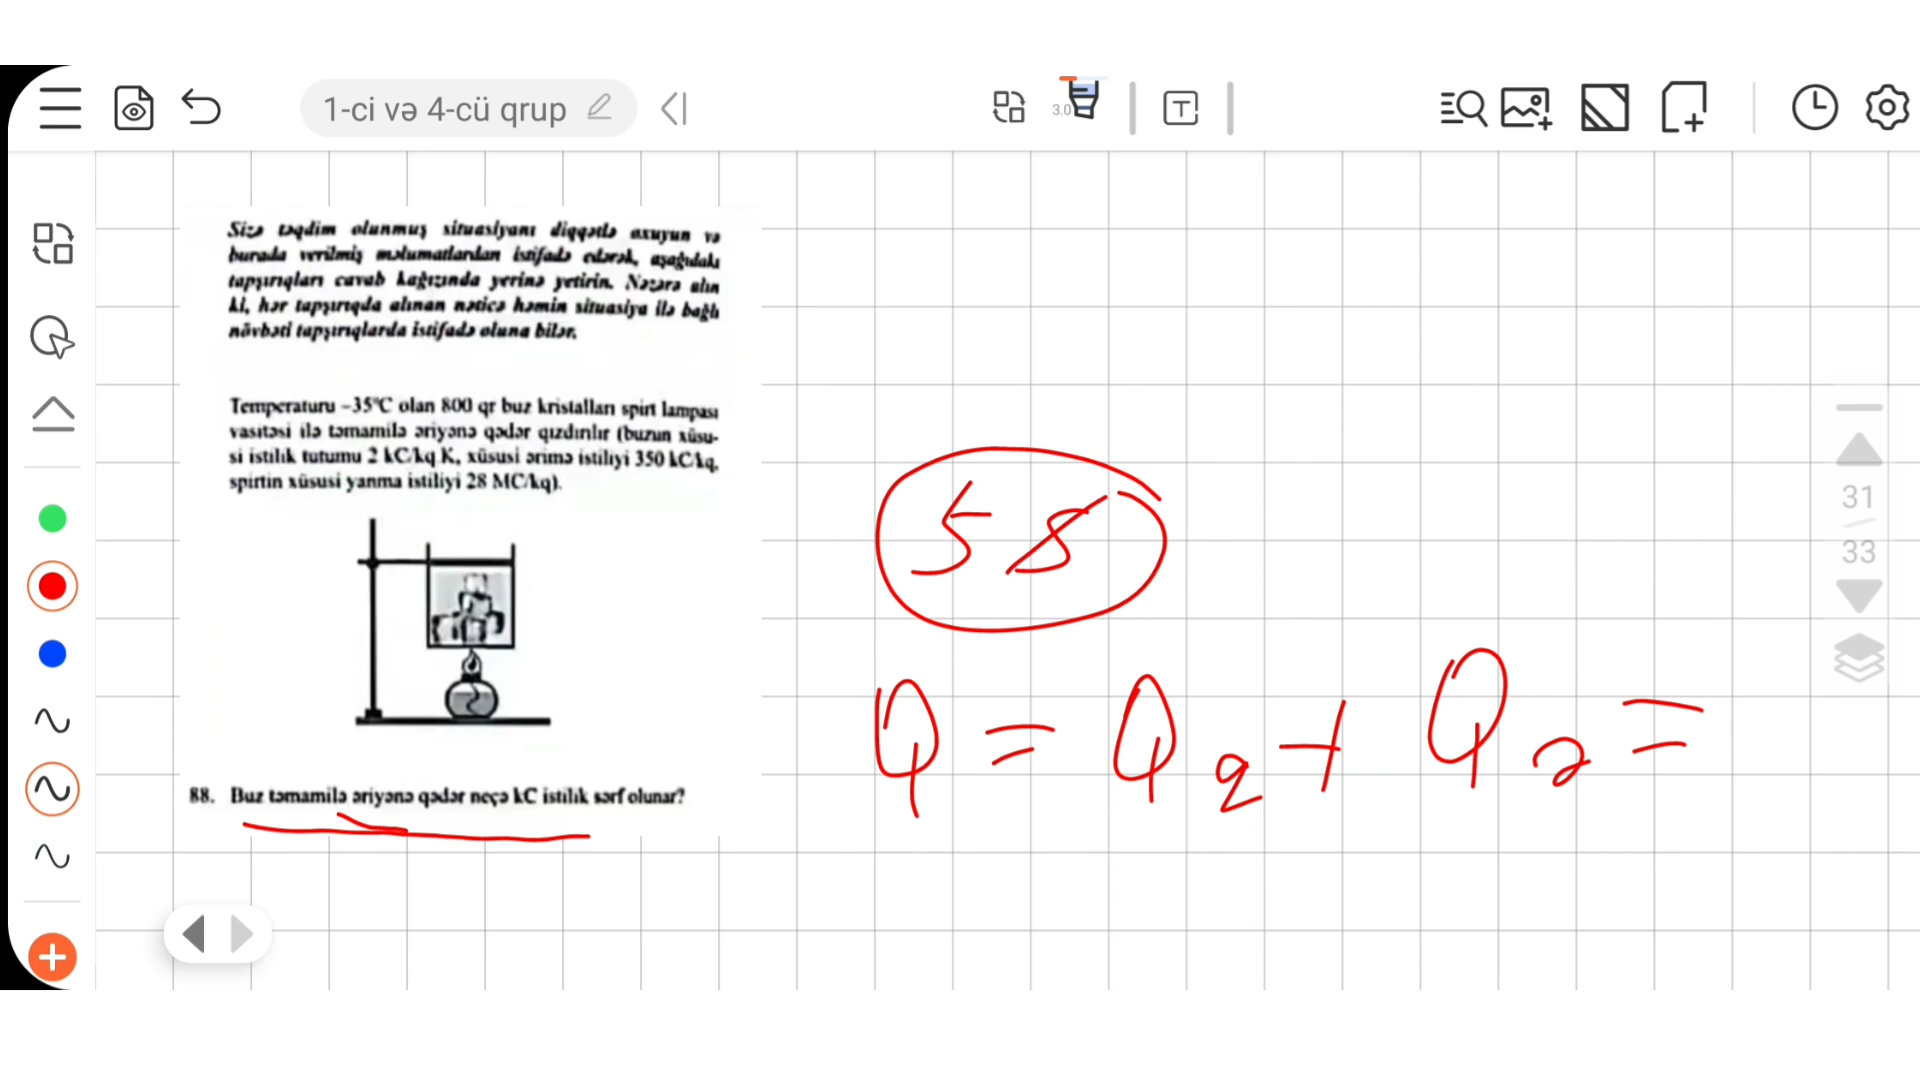 1-ci və 4-cü qrup
3.0
T
Sizə təqdim olunmuş situasiyanı diqqətlə oxuyun və
burada verilmiş məlumatlardan istifadə edərək, aşağıdakı
tapşırıqları cavab kağızında yerinə yetirin. Nəzərə alın
ki, hər tapşırıqda alınan nəticə həmin situasiya ilə bağlı
növbəti tapşırıqlarda istifadə oluna bilər.
Temperaturu –35°C olan 800 qr buz kristalları spirt lampası
vasitəsi ilə tamamilə əriyənə qədər qızdırılır (buzun xüsu-
si istilik tutumu 2 kC/kq K, xüsusi ərimə istiliyi 350 kC/kq,
spirtin xüsusi yanma istiliyi 28 MC/kq).
88. Buz tamamilə əriyənə qədər neçə kC istilik sərf olunar?
58
Q = Q q + Q ə =
31
33